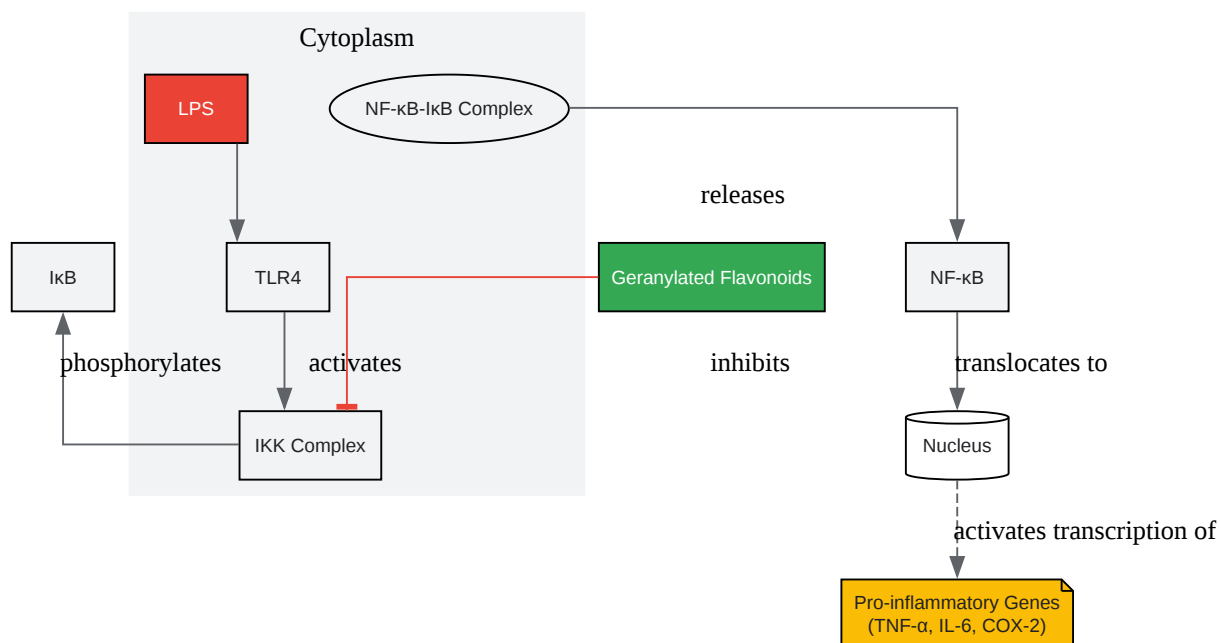 Cytoplasm
LPS
NF-κB-IκB Complex
releases
IκB
TLR4
Geranylated Flavonoids
NF-κB
phosphorylates
activates
inhibits
translocates to
IKK Complex
Nucleus
activates transcription of
Pro-inflammatory Genes
(TNF-α, IL-6, COX-2)